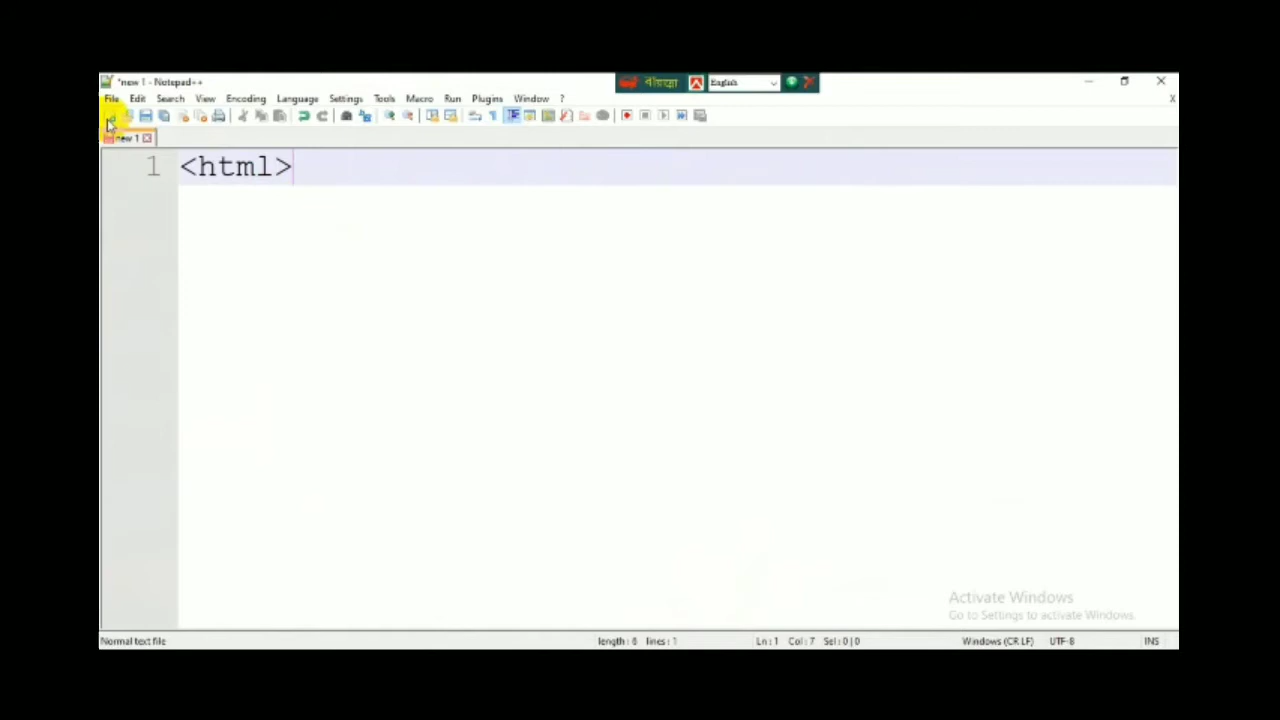 *new 1 - Notepad++
বায়ান্ন English
File Edit Search View Encoding Language Settings Tools Macro Run Plugins Window ? X
new 1
1 <html>
Activate Windows
Go to Settings to activate Windows.
Normal text file length : 6 lines : 1 Ln : 1 Col : 7 Sel : 0 | 0 Windows (CR LF) UTF-8 INS